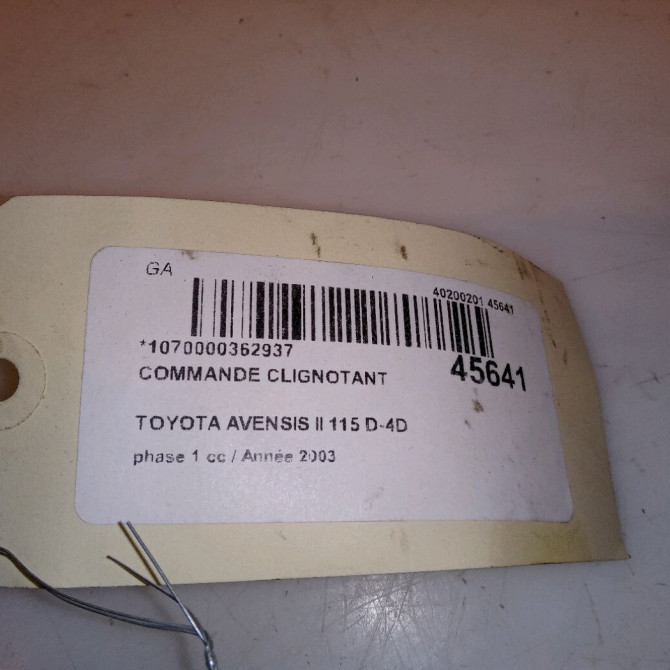 GA
40200201 45641
*1070000362937
45641
COMMANDE CLIGNOTANT
TOYOTA AVENSIS II 115 D-4D
phase 1 cc / Année 2003